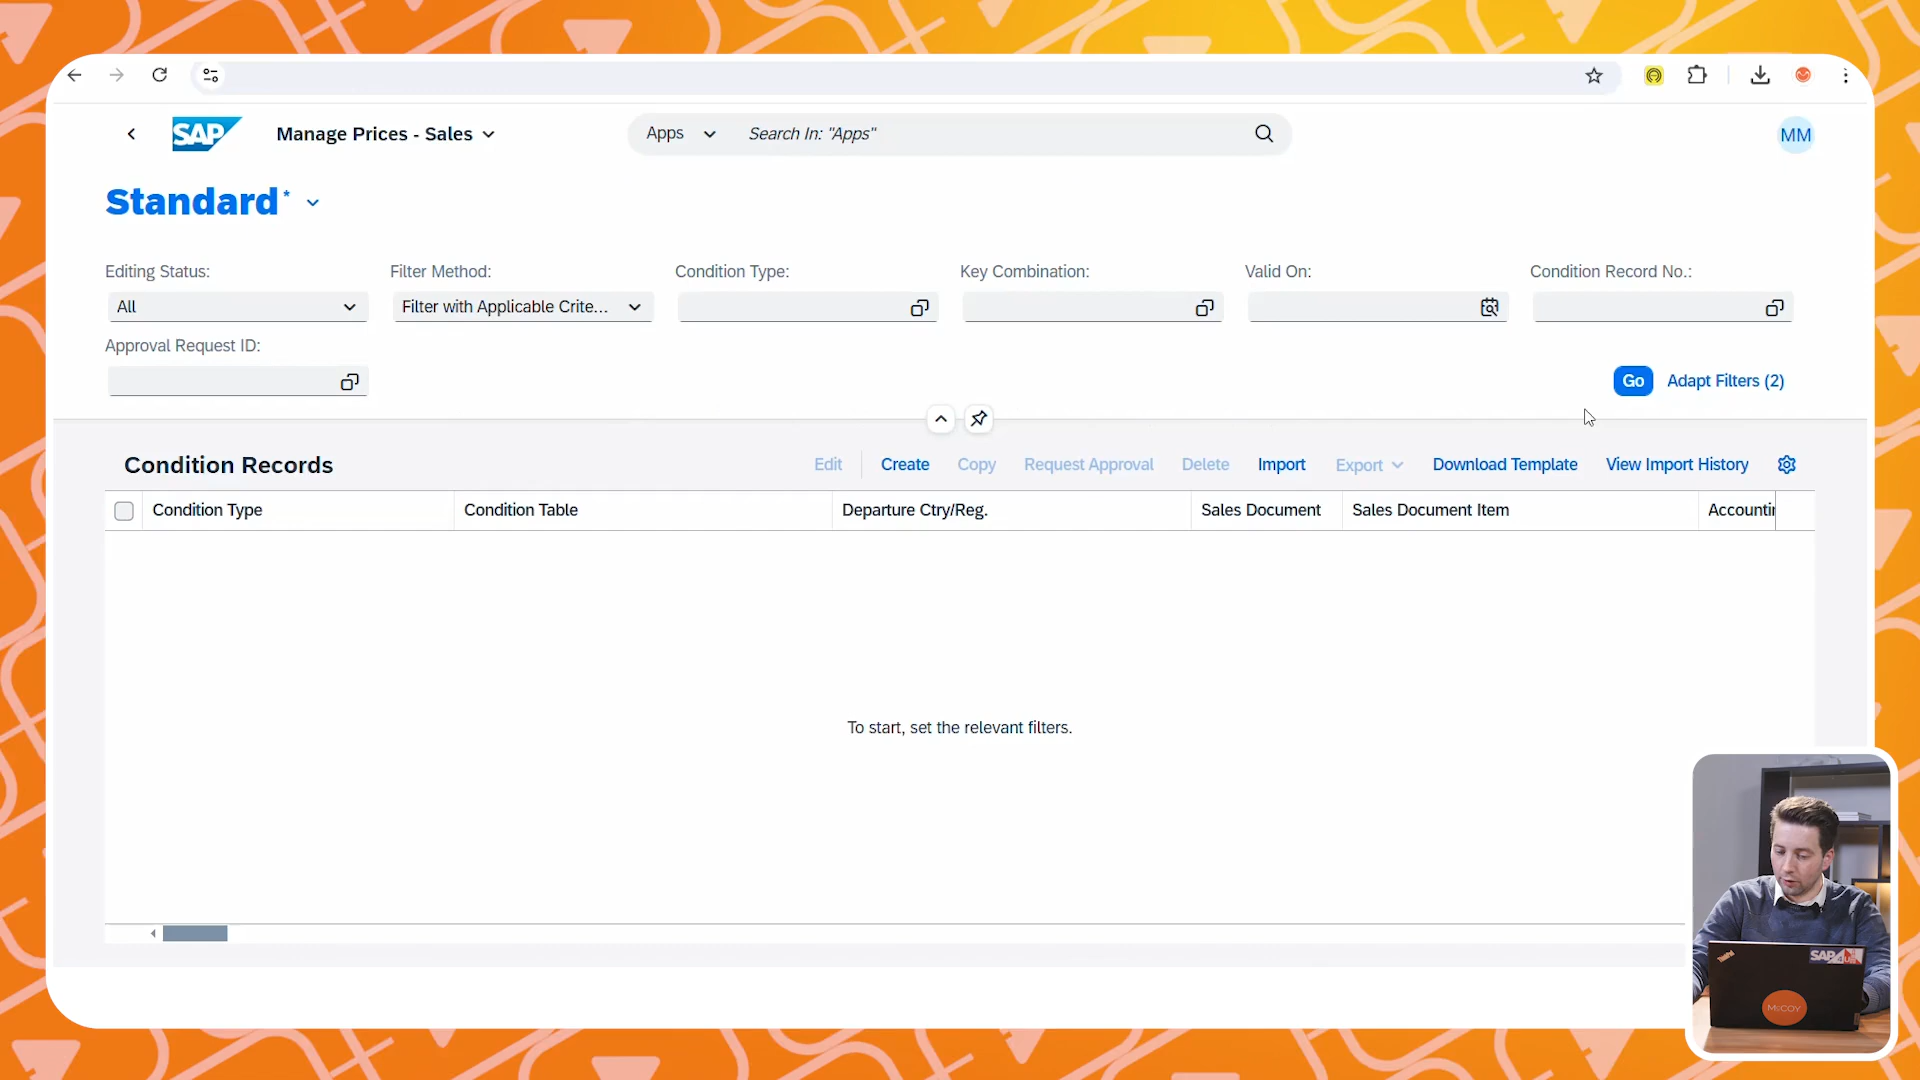 SAP
Manage Prices - Sales
Apps
Search In: "Apps"
MM
Standard*
Editing Status:
Filter Method:
Condition Type:
Key Combination:
Valid On:
Condition Record No.:
All
Filter with Applicable Crite...
Approval Request ID:
Go
Adapt Filters (2)
Condition Records
Edit
Create
Copy
Request Approval
Delete
Import
Export
Download Template
View Import History
Condition Type
Condition Table
Departure Ctry/Reg.
Sales Document
Sales Document Item
Accountin
To start, set the relevant filters.
SAP
McCOY